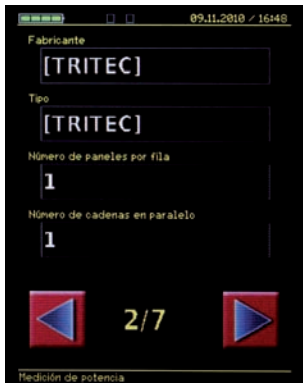 09.11.2010 / 16:48
Fabricante
[TRITEC]
Tipo
[TRITEC]
Número de paneles por fila
1
Número de cadenas en paralelo
1
2/7
Medición de potencia